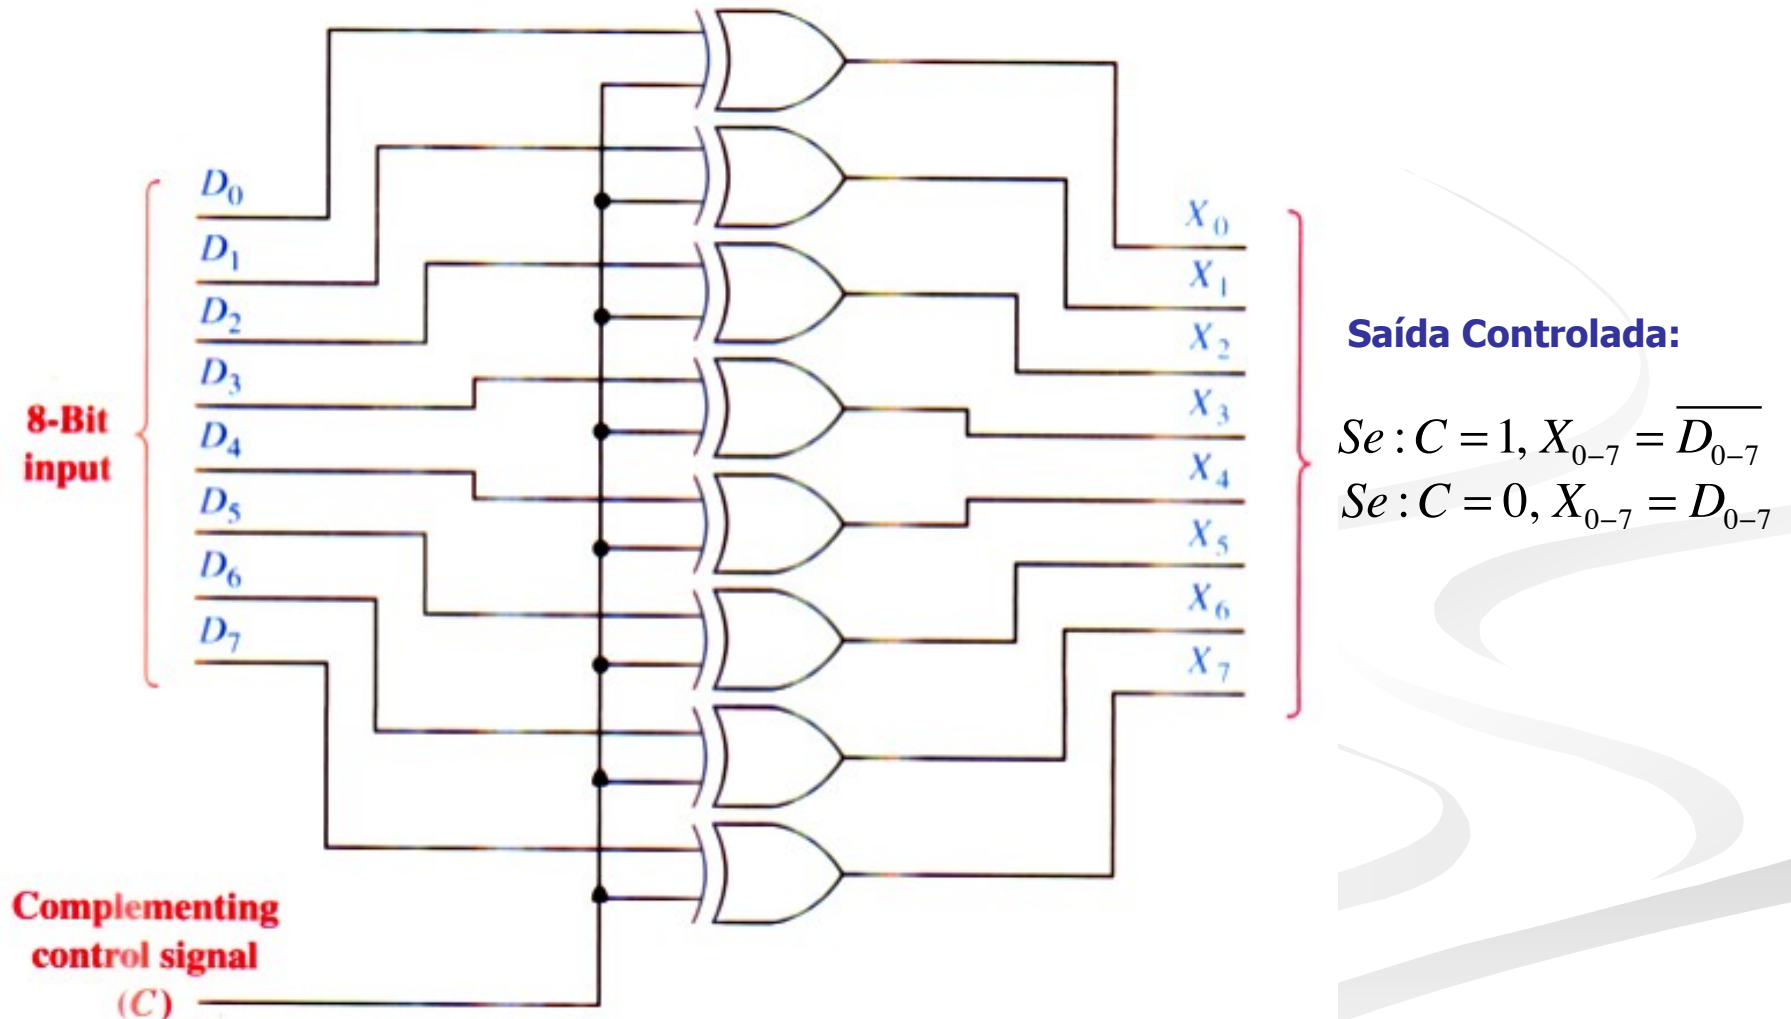 D₀
D₁
D₂
D₃
D₄
D₅
D₆
D₇
8-Bit
input
Complementing
control signal
(C)
X₀
X₁
X₂
X₃
X₄
X₅
X₆
X₇
Saída Controlada:
Se : C = 1, X₀₋₇ = D̅₀₋₇
Se : C = 0, X₀₋₇ = D₀₋₇